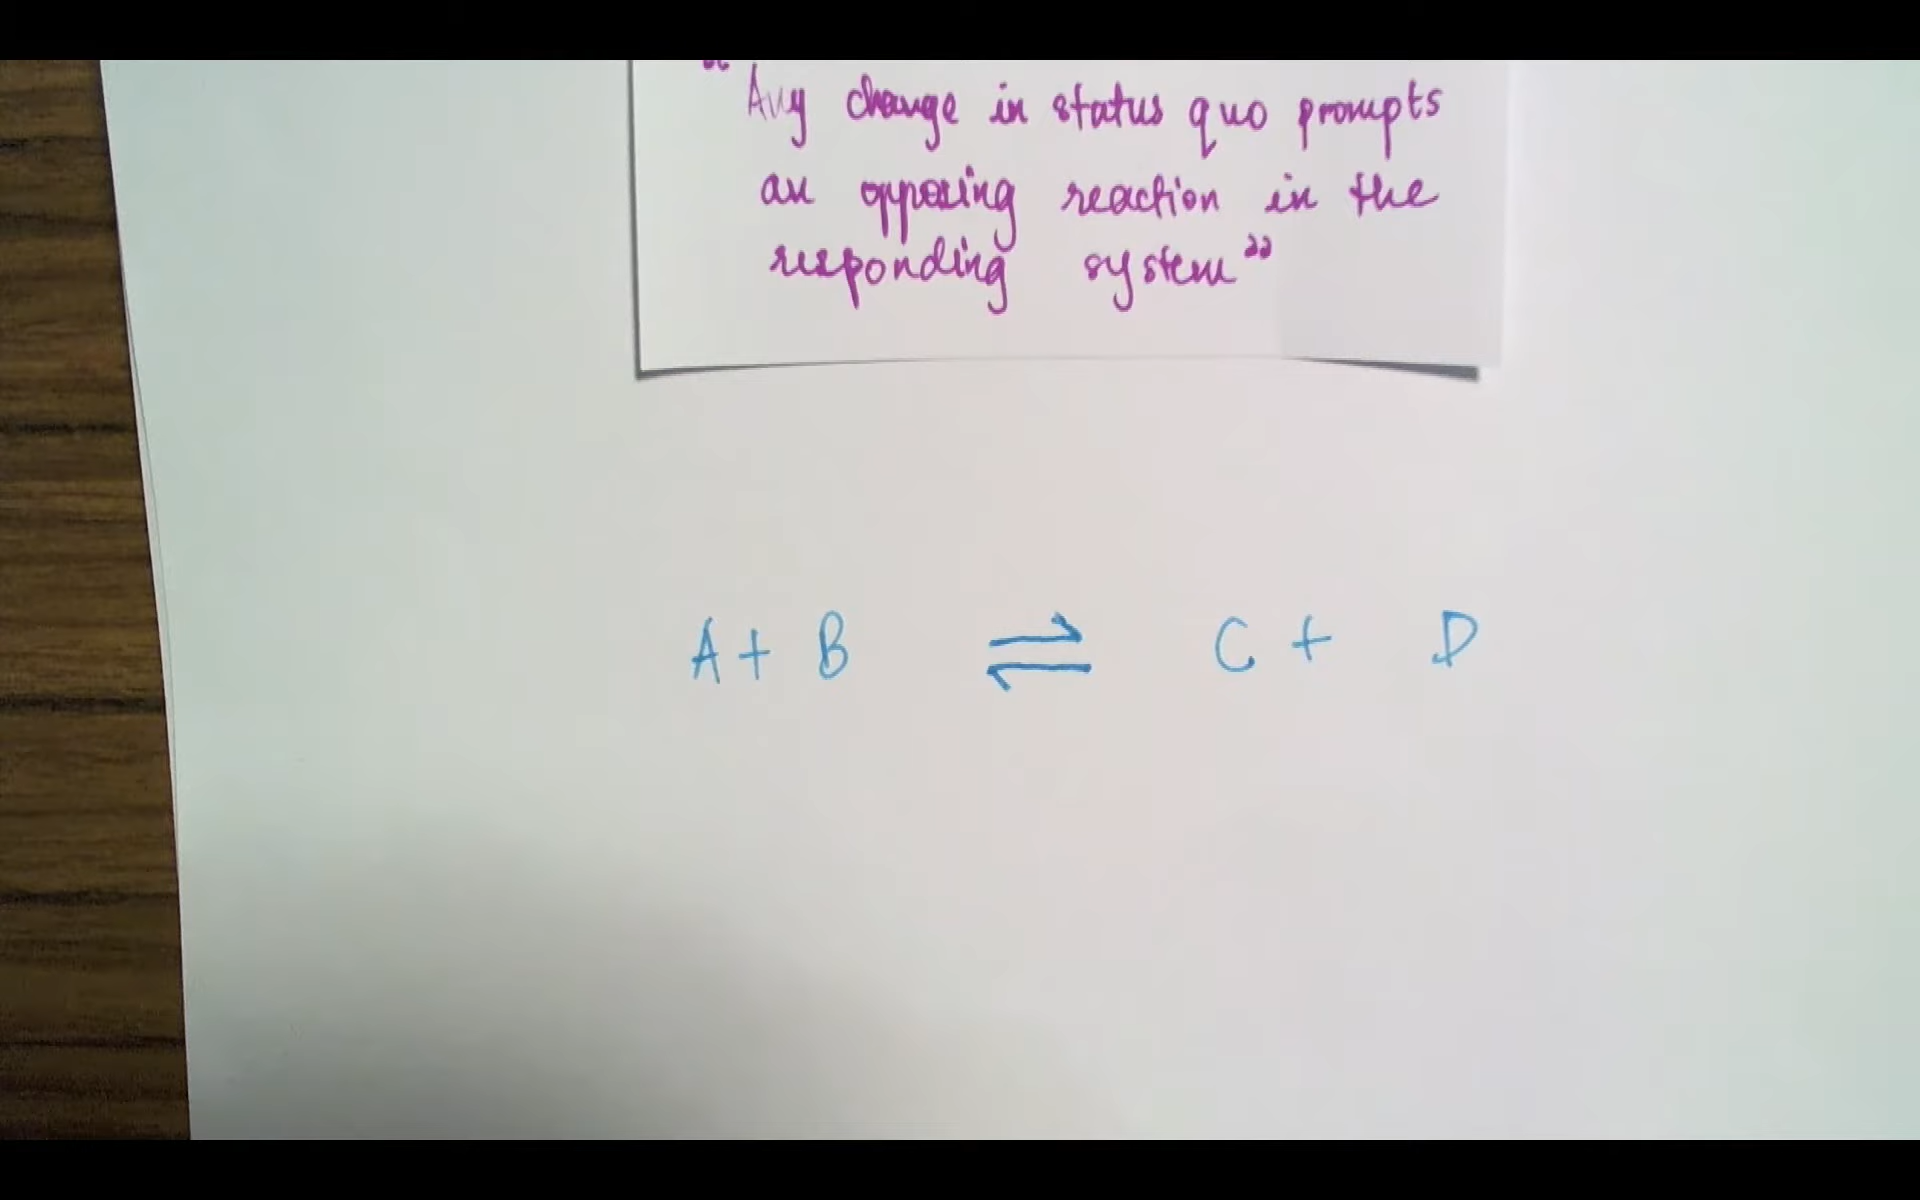 “Any change in status quo prompts
an opposing reaction in the
responding system”
A + B ⇌ C + D